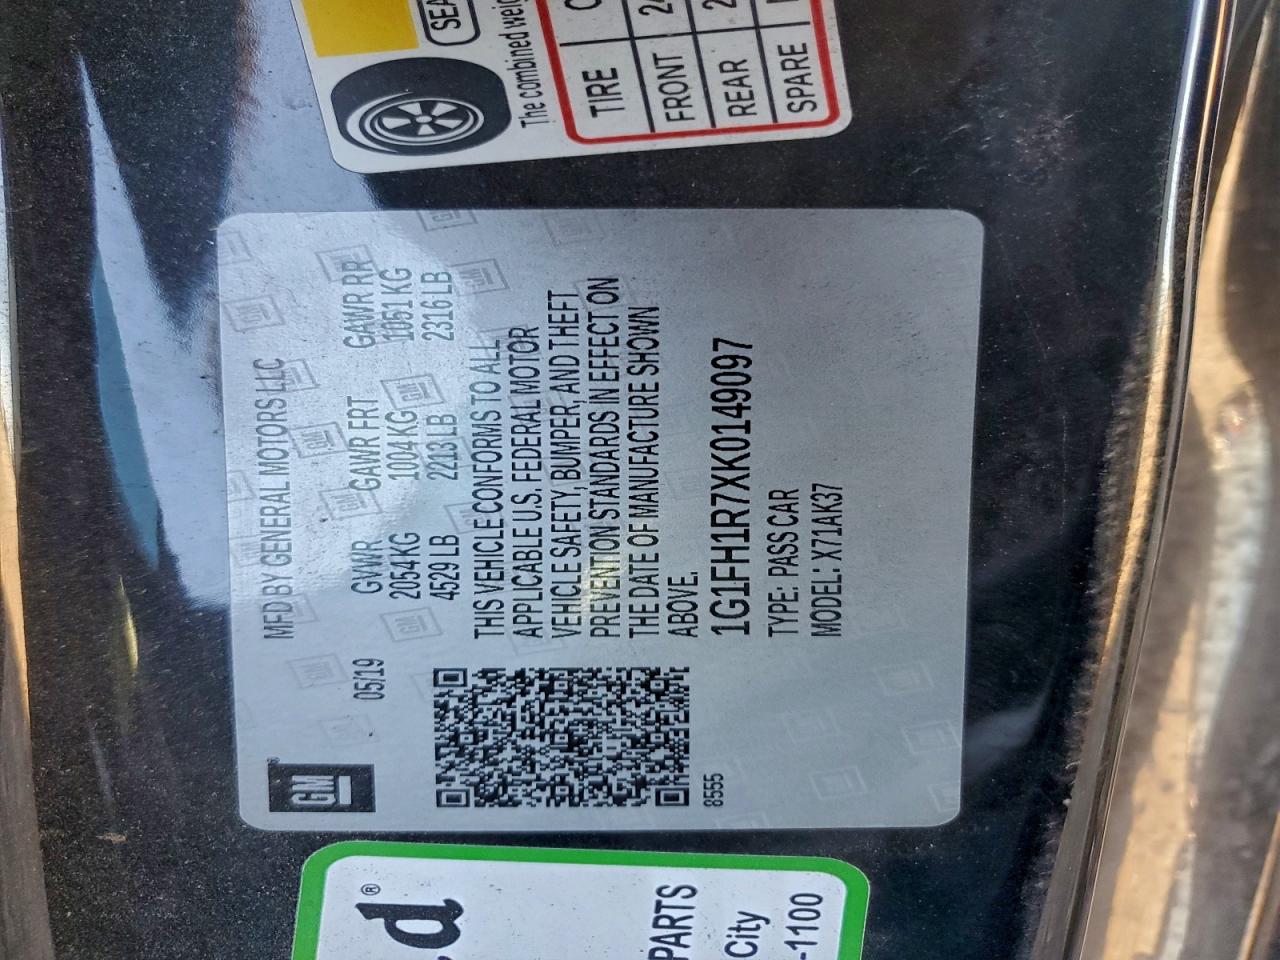 GM
MFD BY GENERAL MOTORS LLC
05/19
GVWR GAWR FRT GAWR RR
2054 KG 1004 KG 1051 KG
4529 LB 2213 LB 2316 LB
THIS VEHICLE CONFORMS TO ALL
APPLICABLE U.S. FEDERAL MOTOR
VEHICLE SAFETY, BUMPER, AND THEFT
PREVENTION STANDARDS IN EFFECT ON
THE DATE OF MANUFACTURE SHOWN
ABOVE.
8555
1G1FH1R7XK0149097
TYPE: PASS CAR
MODEL: X71AK37
The combined
TIRE
FRONT
REAR
SPARE
d®
PARTS
City
-1100